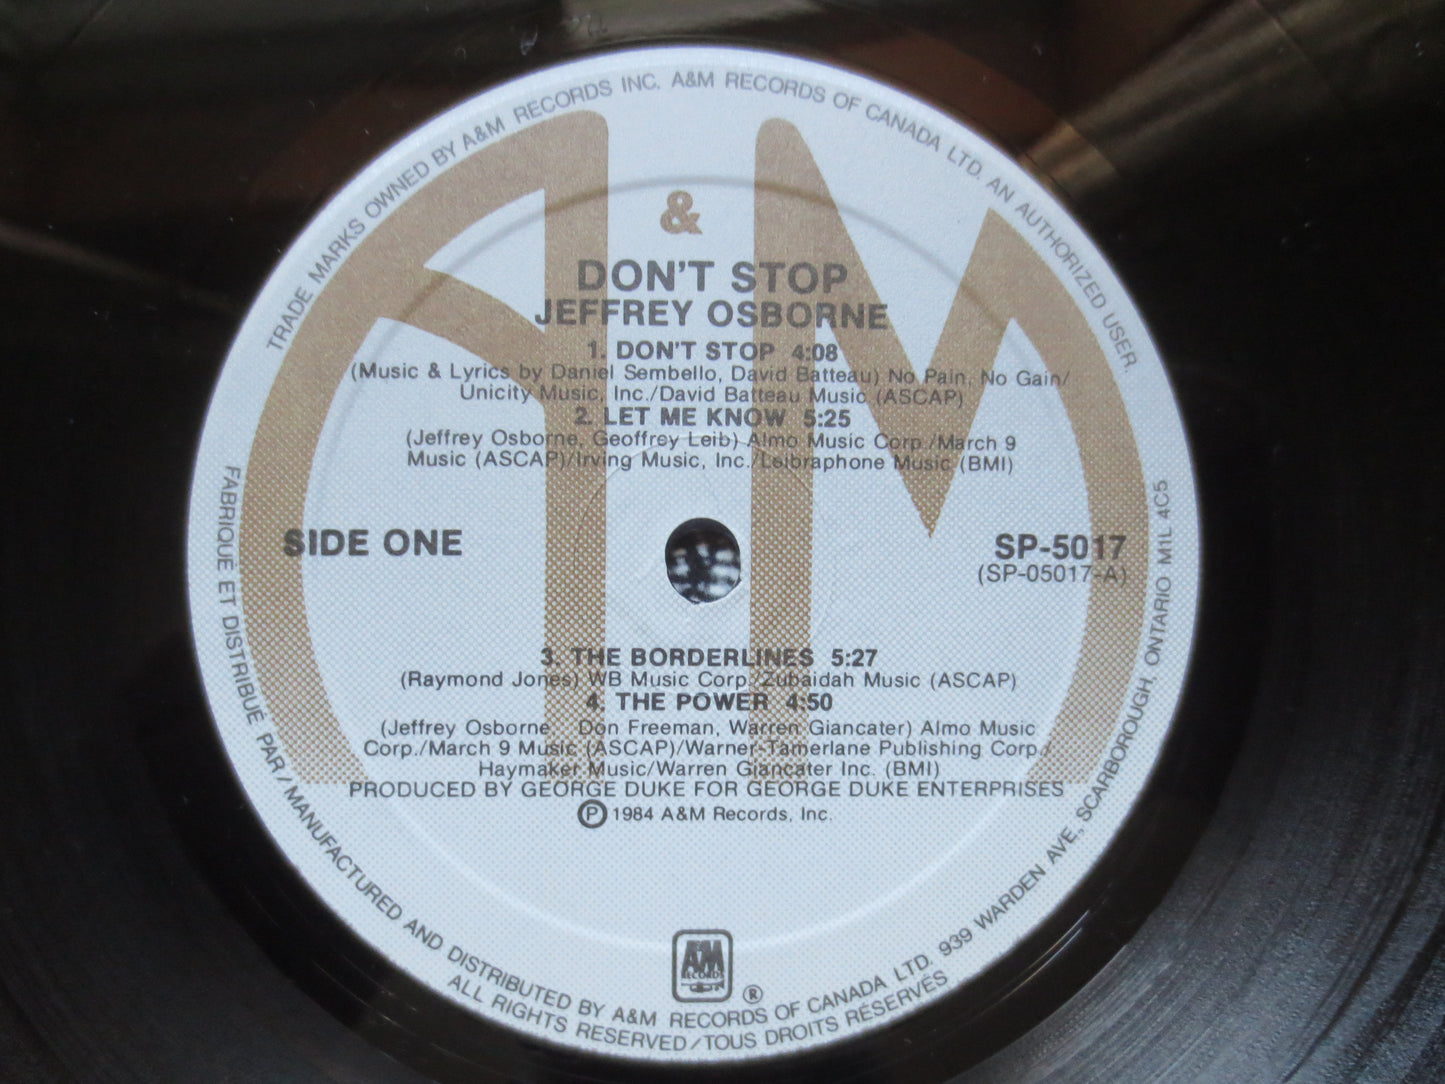 TRADE MARKS OWNED BY A&M RECORDS INC. A&M RECORDS OF CANADA LTD. AN AUTHORIZED USER.
&
DON'T STOP
JEFFREY OSBORNE
1. DON'T STOP 4:08
(Music & Lyrics by Daniel Sembello, David Batteau) No Pain, No Gain/
Unicity Music, Inc./David Batteau Music (ASCAP)
2. LET ME KNOW 5:25
(Jeffrey Osborne, Geoffrey Leib) Almo Music Corp./March 9
Music (ASCAP)/Irving Music, Inc./Leibraphone Music (BMI)
SIDE ONE
SP-5017
(SP-05017-A)
3. THE BORDERLINES 5:27
(Raymond Jones) WB Music Corp./Zubaidah Music (ASCAP)
4. THE POWER 4:50
(Jeffrey Osborne, Don Freeman, Warren Giancater) Almo Music
Corp./March 9 Music (ASCAP)/Warner-Tamerlane Publishing Corp./
Haymaker Music/Warren Giancater Inc. (BMI)
PRODUCED BY GEORGE DUKE FOR GEORGE DUKE ENTERPRISES
Ⓟ 1984 A&M Records, Inc.
A&M
RECORDS
®
FABRIQUÉ ET DISTRIBUÉ PAR / MANUFACTURED AND DISTRIBUTED BY A&M RECORDS OF CANADA LTD. 939 WARDEN AVE., SCARBOROUGH, ONTARIO M1L 4C5
ALL RIGHTS RESERVED/TOUS DROITS RÉSERVÉS